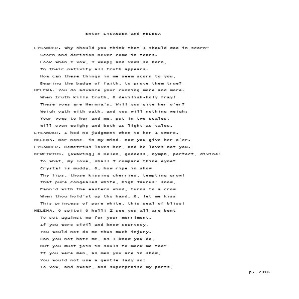 Enter LYSANDER and HELENA
LYSANDER. Why should you think that I should woo in scorn?
Scorn and derision never come in tears.
Look when I vow, I weep; and vows so born,
In their nativity all truth appears.
How can these things in me seem scorn to you,
Bearing the badge of faith, to prove them true?
HELENA. You do advance your cunning more and more.
When truth kills truth, O devilish-holy fray!
These vows are Hermia's. Will you give her o'er?
Weigh oath with oath, and you will nothing weigh:
Your vows to her and me, put in two scales,
Will even weigh; and both as light as tales.
LYSANDER. I had no judgment when to her I swore.
HELENA. Nor none, in my mind, now you give her o'er.
LYSANDER. Demetrius loves her, and he loves not you.
DEMETRIUS. [Awaking] O Helen, goddess, nymph, perfect, divine!
To what, my love, shall I compare thine eyne?
Crystal is muddy. O, how ripe in show
Thy lips, those kissing cherries, tempting grow!
That pure congealed white, high Taurus' snow,
Fann'd with the eastern wind, turns to a crow
When thou hold'st up thy hand. O, let me kiss
This princess of pure white, this seal of bliss!
HELENA. O spite! O hell! I see you all are bent
To set against me for your merriment.
If you were civil and knew courtesy,
You would not do me thus much injury.
Can you not hate me, as I know you do,
But you must join in souls to mock me too?
If you were men, as men you are in show,
You would not use a gentle lady so:
To vow, and swear, and superpraise my parts,